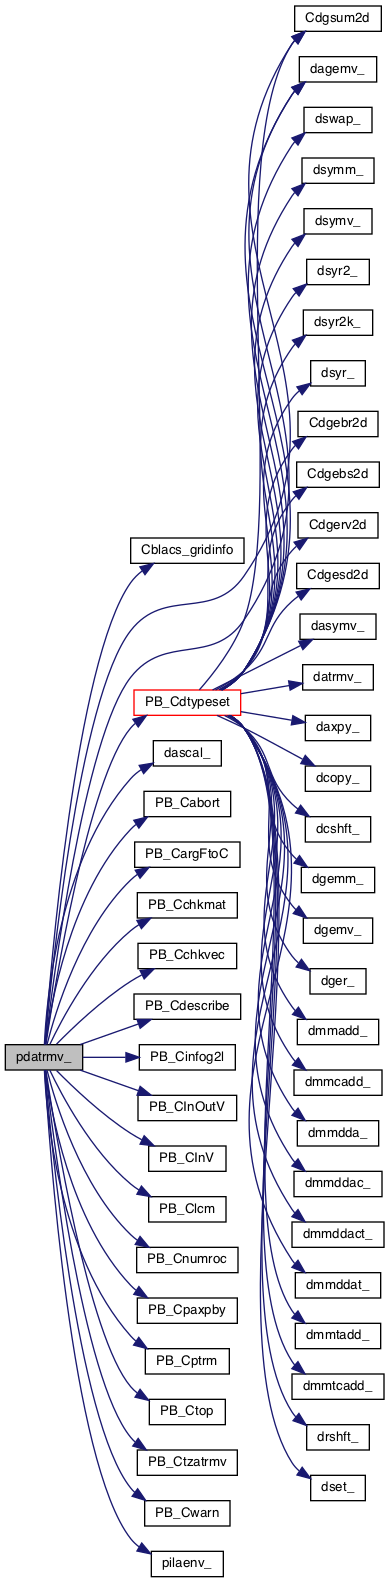 Cdgsum2d
dagemv_
dswap_
dsymm_
dsymv_
dsyr2_
dsyr2k_
dsyr_
Cdgebr2d
Cdgebs2d
Cdgerv2d
Cblacs_gridinfo
Cdgesd2d
dasymv_
datrmv_
PB_Cdtypeset
daxpy_
dascal_
dcopy_
PB_Cabort
dcshft_
PB_CargFtoC
dgemm_
PB_Cchkmat
dgemv_
PB_Cchkvec
dger_
PB_Cdescribe
dmmadd_
pdatrmv_
PB_Cinfog2l
dmmcadd_
PB_CInOutV
dmmdda_
PB_CInV
dmmddac_
PB_Clcm
dmmddact_
PB_Cnumroc
dmmddat_
PB_Cpaxpby
dmmtadd_
PB_Cptrm
dmmtcadd_
PB_Ctop
drshft_
PB_Ctzatrmv
dset_
PB_Cwarn
pilaenv_